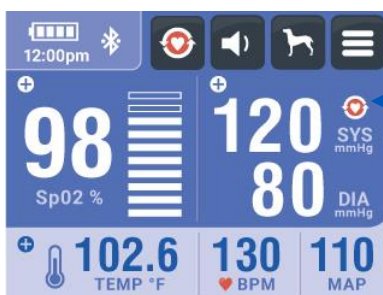 12:00pm
98
Sp02 %
120
SYS
mmHg
80
DIA
mmHg
102.6
TEMP °F
130
BPM
110
MAP